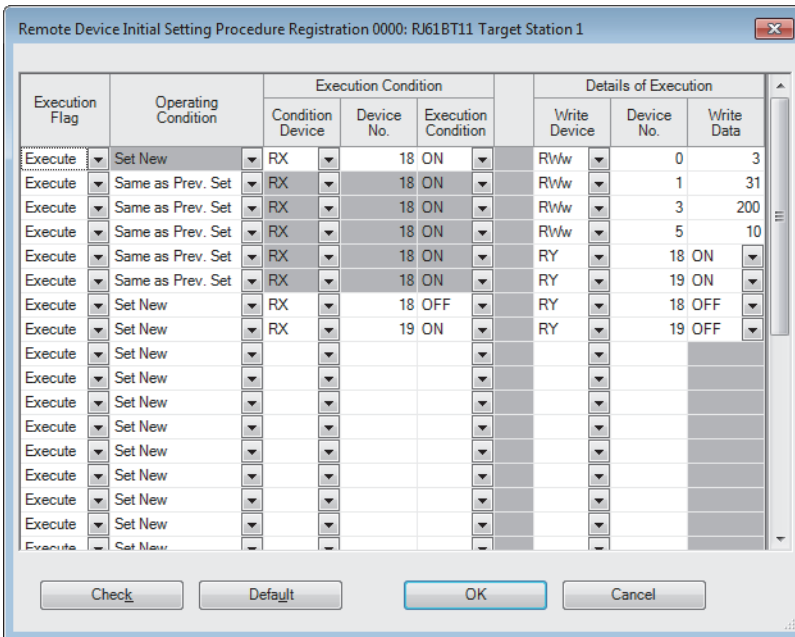 Remote Device Initial Setting Procedure Registration 0000: RJ61BT11 Target Station 1
Execution Flag Operating Condition Execution Condition Details of Execution
Condition Device Device No. Execution Condition Write Device Device No. Write Data
Execute Set New RX 18 ON RWw 0 3
Execute Same as Prev. Set RX 18 ON RWw 1 31
Execute Same as Prev. Set RX 18 ON RWw 3 200
Execute Same as Prev. Set RX 18 ON RWw 5 10
Execute Same as Prev. Set RX 18 ON RY 18 ON
Execute Same as Prev. Set RX 18 ON RY 19 ON
Execute Set New RX 18 OFF RY 18 OFF
Execute Set New RX 19 ON RY 19 OFF
Execute Set New
Execute Set New
Execute Set New
Execute Set New
Execute Set New
Execute Set New
Execute Set New
Execute Set New
Execute Set New
Check Default OK Cancel